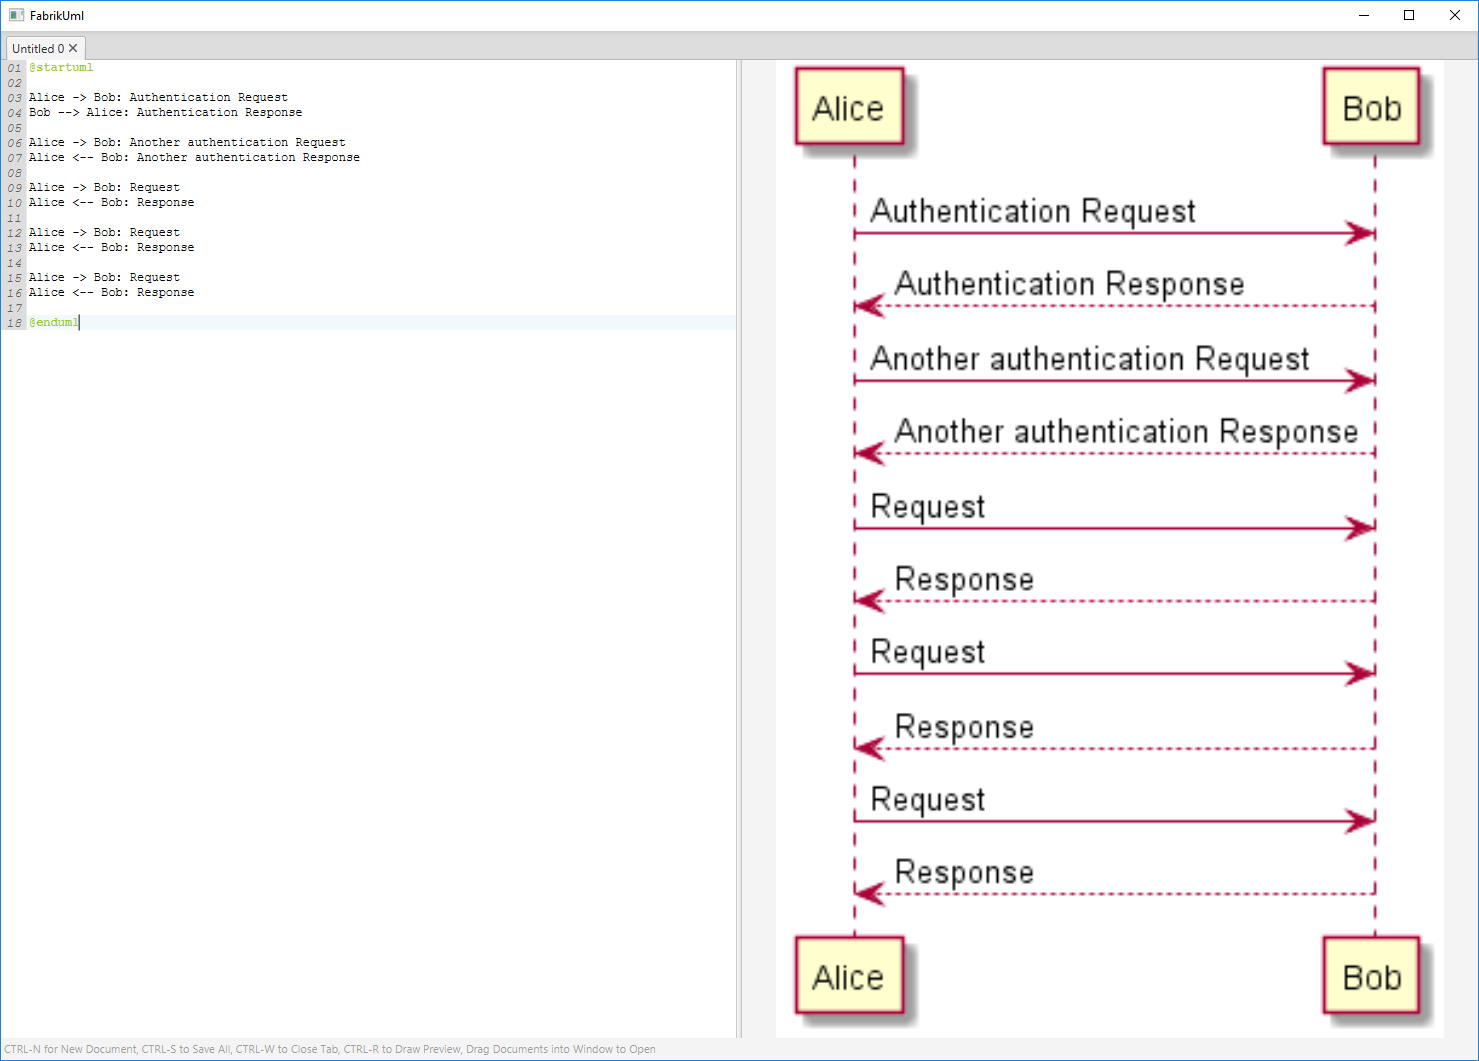 FabrikUml
Untitled 0
01 @startuml
02
03 Alice -> Bob: Authentication Request
04 Bob --> Alice: Authentication Response
05
06 Alice -> Bob: Another authentication Request
07 Alice <-- Bob: Another authentication Response
08
09 Alice -> Bob: Request
10 Alice <-- Bob: Response
11
12 Alice -> Bob: Request
13 Alice <-- Bob: Response
14
15 Alice -> Bob: Request
16 Alice <-- Bob: Response
17
18 @enduml
Alice Bob
Authentication Request
Authentication Response
Another authentication Request
Another authentication Response
Request
Response
Request
Response
Request
Response
Alice Bob
CTRL-N for New Document, CTRL-S to Save All, CTRL-W to Close Tab, CTRL-R to Draw Preview, Drag Documents into Window to Open